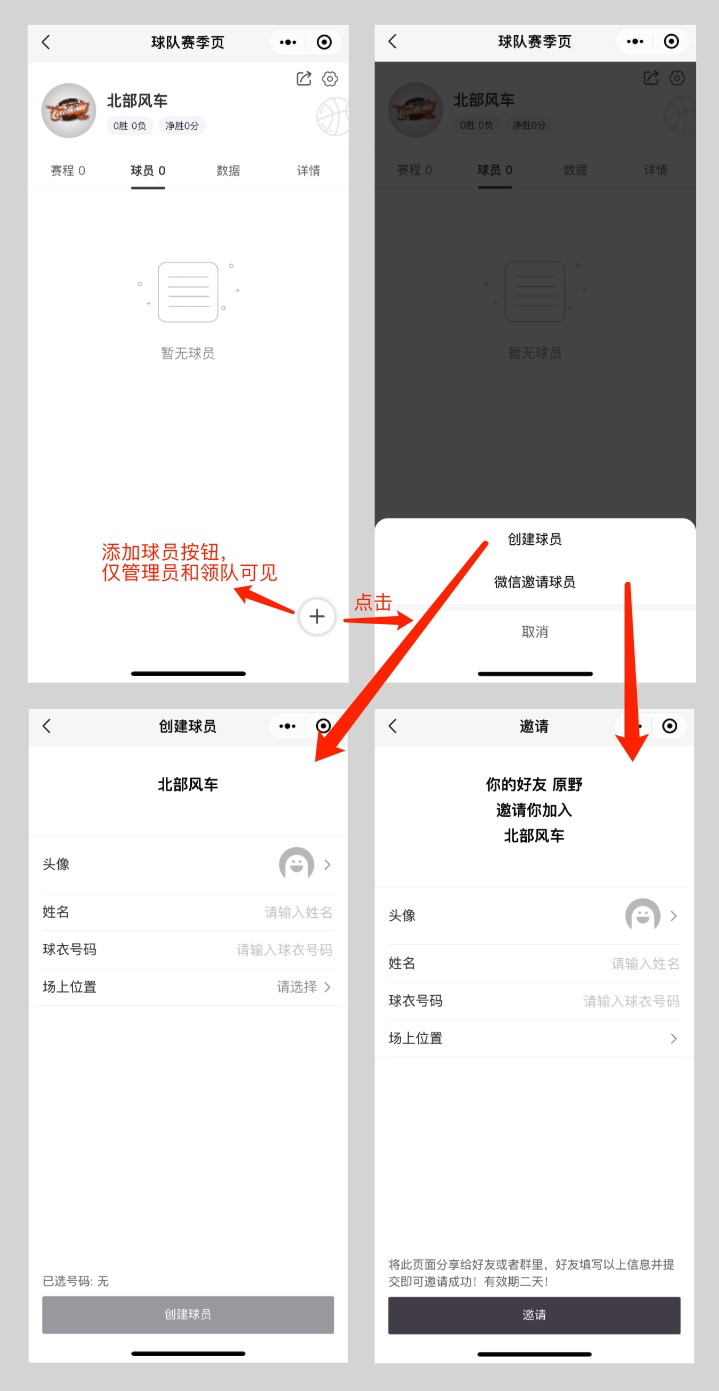 球队赛季页
北部风车
0胜 0负
净胜0分
赛程 0
球员 0
数据
详情
暂无球员
添加球员按钮,
仅管理员和领队可见
点击
球队赛季页
北部风车
0胜 0负
净胜0分
赛程 0
球员 0
数据
详情
暂无球员
创建球员
微信邀请球员
取消
创建球员
北部风车
头像
姓名 请输入姓名
球衣号码 请输入球衣号码
场上位置 请选择
已选号码: 无
创建球员
邀请
你的好友 原野
邀请你加入
北部风车
头像
姓名 请输入姓名
球衣号码 请输入球衣号码
场上位置
将此页面分享给好友或者群里，好友填写以上信息并提
交即可邀请成功！有效期二天！
邀请